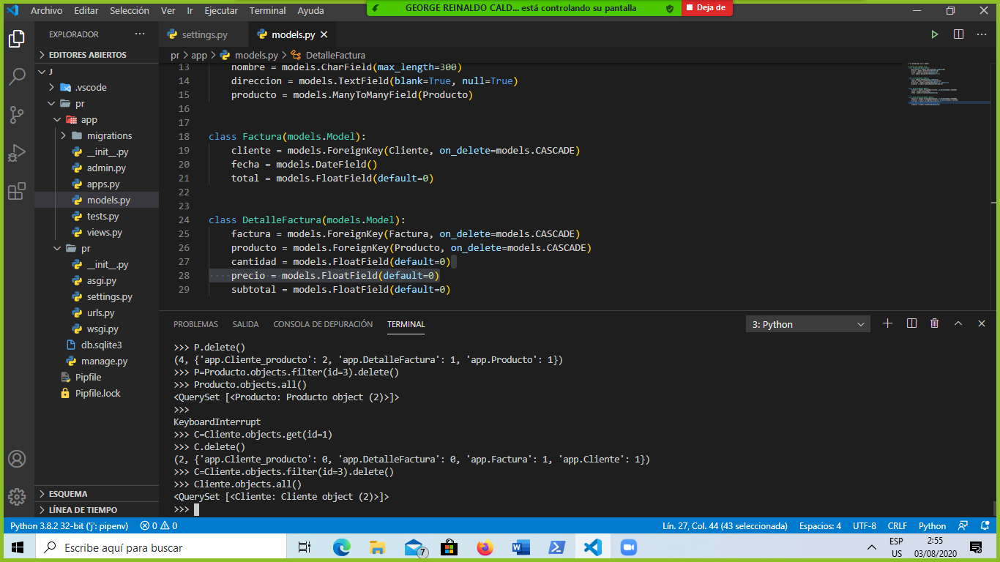 Archivo Editar Selección Ver Ir Ejecutar Terminal Ayuda
GEORGE REINALDO CALD... está controlando su pantalla
Deja de
EXPLORADOR
EDITORES ABIERTOS
J
.vscode
pr
app
migrations
__init__.py
admin.py
apps.py
models.py
tests.py
views.py
pr
__init__.py
asgi.py
settings.py
urls.py
wsgi.py
db.sqlite3
manage.py
Pipfile
Pipfile.lock
ESQUEMA
LÍNEA DE TIEMPO
settings.py
models.py
pr > app > models.py > DetalleFactura
13 nombre = models.CharField(max_length=300)
14 direccion = models.TextField(blank=True, null=True)
15 producto = models.ManyToManyField(Producto)
16
17
18 class Factura(models.Model):
19 cliente = models.ForeignKey(Cliente, on_delete=models.CASCADE)
20 fecha = models.DateField()
21 total = models.FloatField(default=0)
22
23
24 class DetalleFactura(models.Model):
25 factura = models.ForeignKey(Factura, on_delete=models.CASCADE)
26 producto = models.ForeignKey(Producto, on_delete=models.CASCADE)
27 cantidad = models.FloatField(default=0)
28 precio = models.FloatField(default=0)
29 subtotal = models.FloatField(default=0)
PROBLEMAS SALIDA CONSOLA DE DEPURACIÓN TERMINAL
3: Python
>>> P.delete()
(4, {'app.Cliente_producto': 2, 'app.DetalleFactura': 1, 'app.Producto': 1})
>>> P=Producto.objects.filter(id=3).delete()
>>> Producto.objects.all()
<QuerySet [<Producto: Producto object (2)>]>
>>>
KeyboardInterrupt
>>> C=Cliente.objects.get(id=1)
>>> C.delete()
(2, {'app.Cliente_producto': 0, 'app.DetalleFactura': 0, 'app.Factura': 1, 'app.Cliente': 1})
>>> C=Cliente.objects.filter(id=3).delete()
>>> Cliente.objects.all()
<QuerySet [<Cliente: Cliente object (2)>]>
>>>
Python 3.8.2 32-bit ('j': pipenv) 0 0
Lín. 27, Col. 44 (43 seleccionada) Espacios: 4 UTF-8 CRLF Python
Escribe aquí para buscar
7
ESP
US
2:55
03/08/2020